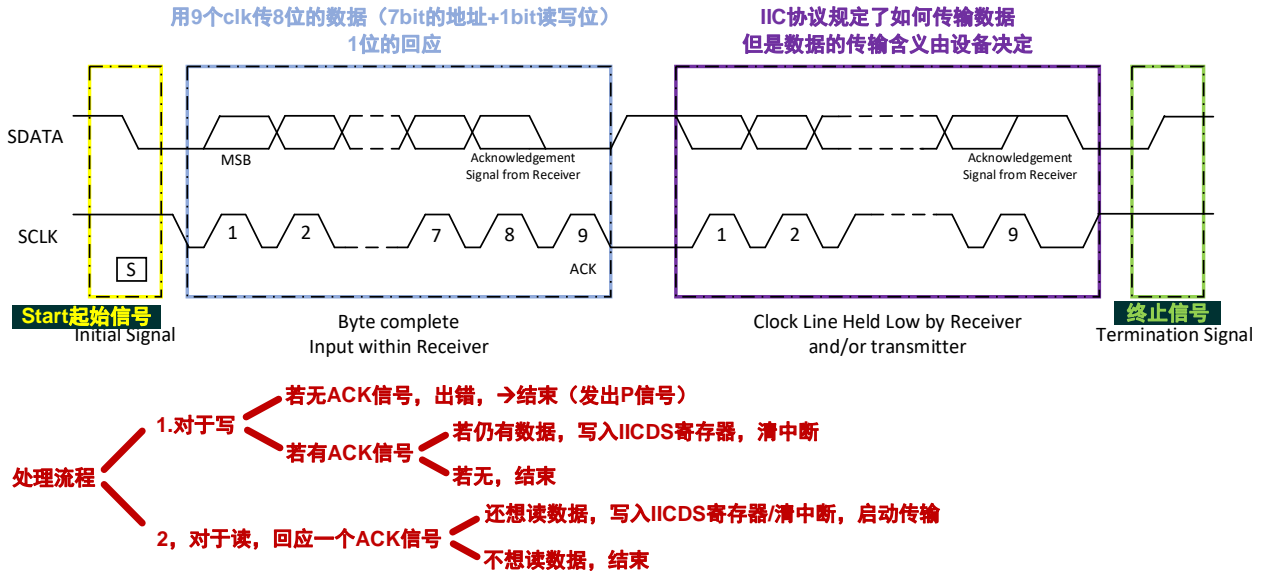 用9个clk传8位的数据（7bit的地址+1bit读写位）
1位的回应
IIC协议规定了如何传输数据
但是数据的传输含义由设备决定
SDATA
MSB
Acknowledgement
Signal from Receiver
Acknowledgement
Signal from Receiver
SCLK
1
2
7
8
9
1
2
9
S
ACK
Start起始信号
Initial Signal
Byte complete
Input within Receiver
Clock Line Held Low by Receiver
and/or transmitter
终止信号
Termination Signal
处理流程
1.对于写
若无ACK信号，出错，→结束（发出P信号）
若有ACK信号
若仍有数据，写入IICDS寄存器，清中断
若无，结束
2，对于读，回应一个ACK信号
还想读数据，写入IICDS寄存器/清中断，启动传输
不想读数据，结束